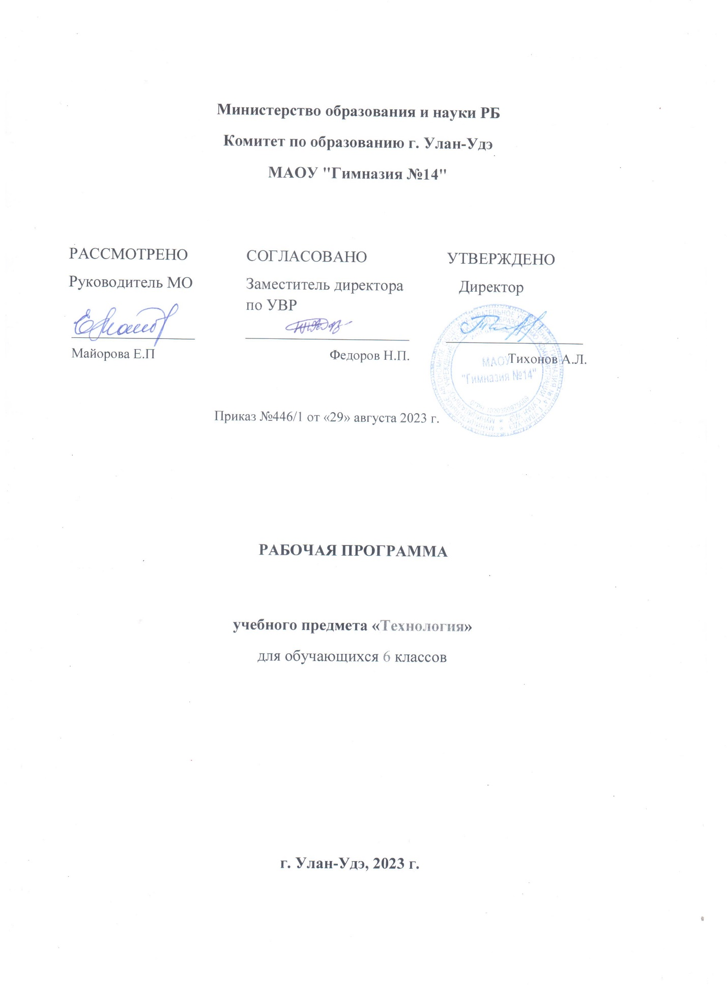 Министерство образования и науки РБ
Комитет по образованию г. Улан-Удэ
МАОУ "Гимназия №14"
РАССМОТРЕНО
Руководитель МО
Майорова Е.П
СОГЛАСОВАНО
Заместитель директора
по УВР
Федоров Н.П.
УТВЕРЖДЕНО
Директор
Тихонов А.Л.
МАОУ
"Гимназия №14"
Приказ №446/1 от «29» августа 2023 г.
РАБОЧАЯ ПРОГРАММА
учебного предмета «Технология»
для обучающихся 6 классов
г. Улан-Удэ, 2023 г.